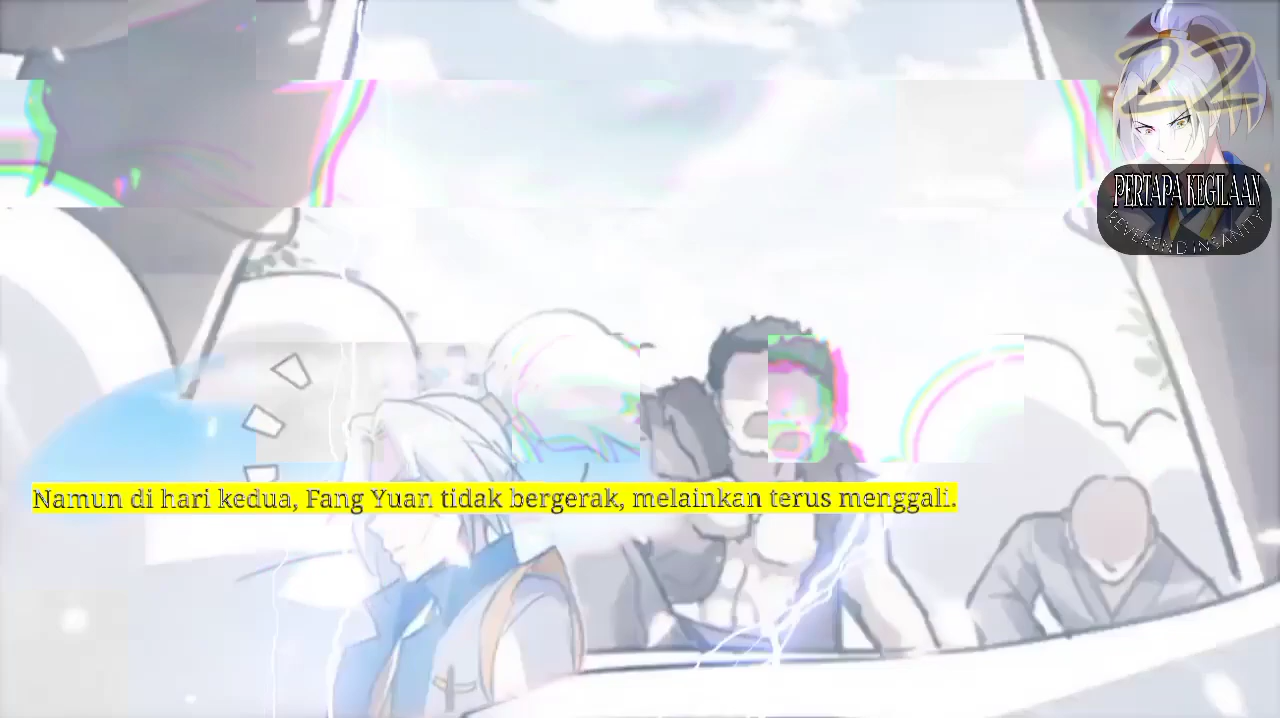 22
PERTAPA KEGILAAN
REVEREND INSANITY
Namun di hari kedua, Fang Yuan tidak bergerak, melainkan terus menggali.